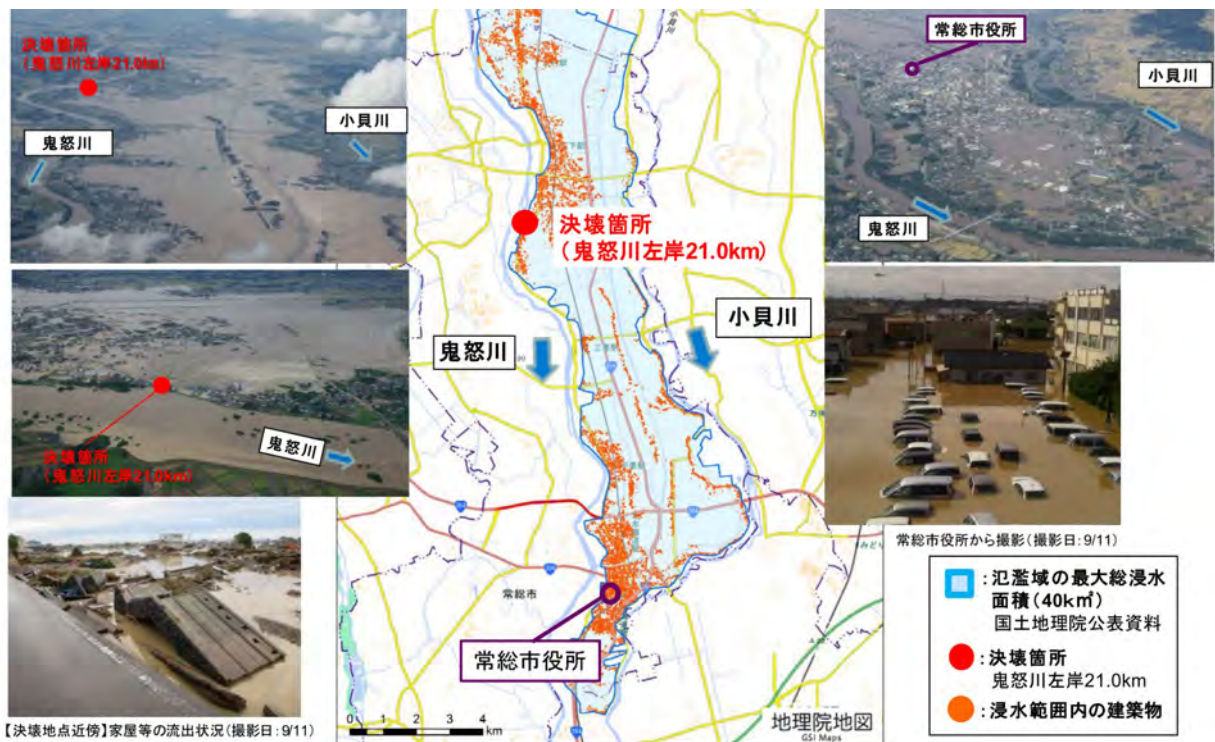 決壊箇所
(鬼怒川左岸21.0km)
鬼怒川
小貝川
決壊箇所
(鬼怒川左岸21.0km)
鬼怒川
【決壊地点近傍】家屋等の流出状況(撮影日:9/11)
決壊箇所
(鬼怒川左岸21.0km)
鬼怒川
小貝川
常総市
常総市役所
0 1 2 3 4
km
地理院地図
GSI Maps
常総市役所
小貝川
鬼怒川
常総市役所から撮影(撮影日:9/11)
:氾濫域の最大総浸水
面積(40k㎡)
国土地理院公表資料
:決壊箇所
鬼怒川左岸21.0km
:浸水範囲内の建築物